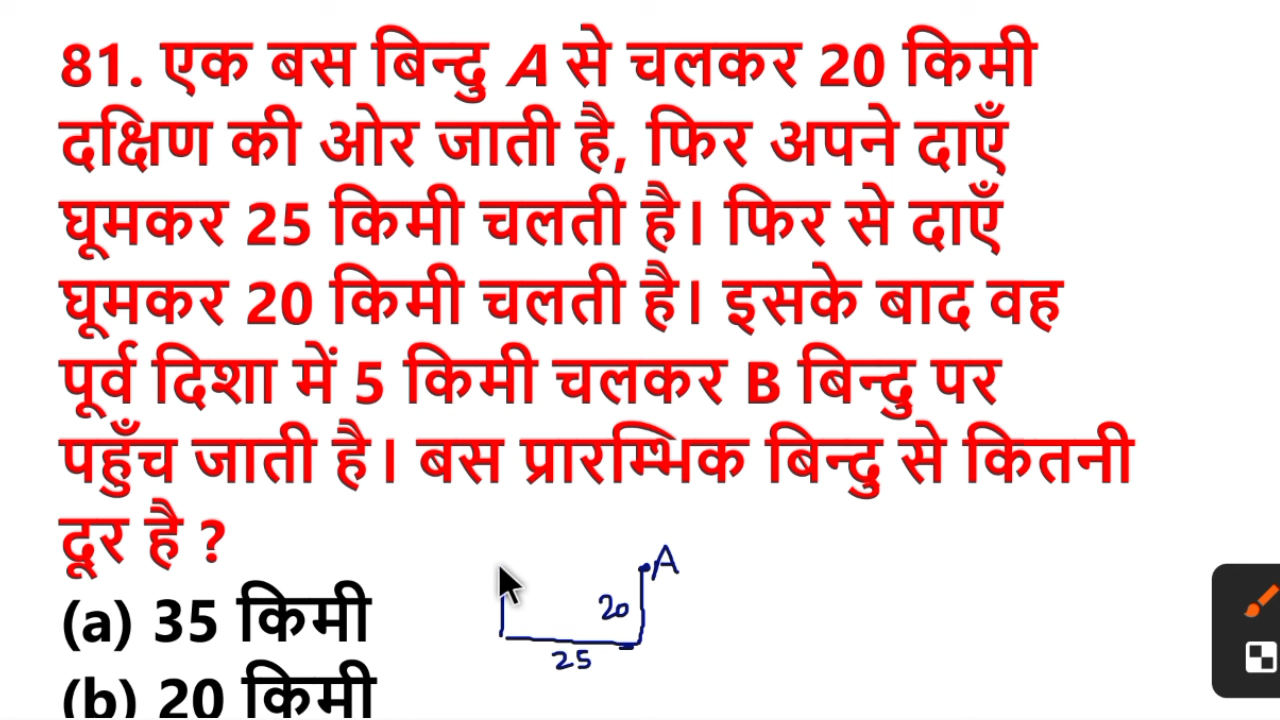 81. एक बस बिन्दु A से चलकर 20 किमी
दक्षिण की ओर जाती है, फिर अपने दाएँ
घूमकर 25 किमी चलती है। फिर से दाएँ
घूमकर 20 किमी चलती है। इसके बाद वह
पूर्व दिशा में 5 किमी चलकर B बिन्दु पर
पहुँच जाती है। बस प्रारम्भिक बिन्दु से कितनी
दूर है ?
A
20
25
(a) 35 किमी
(b) 20 किमी